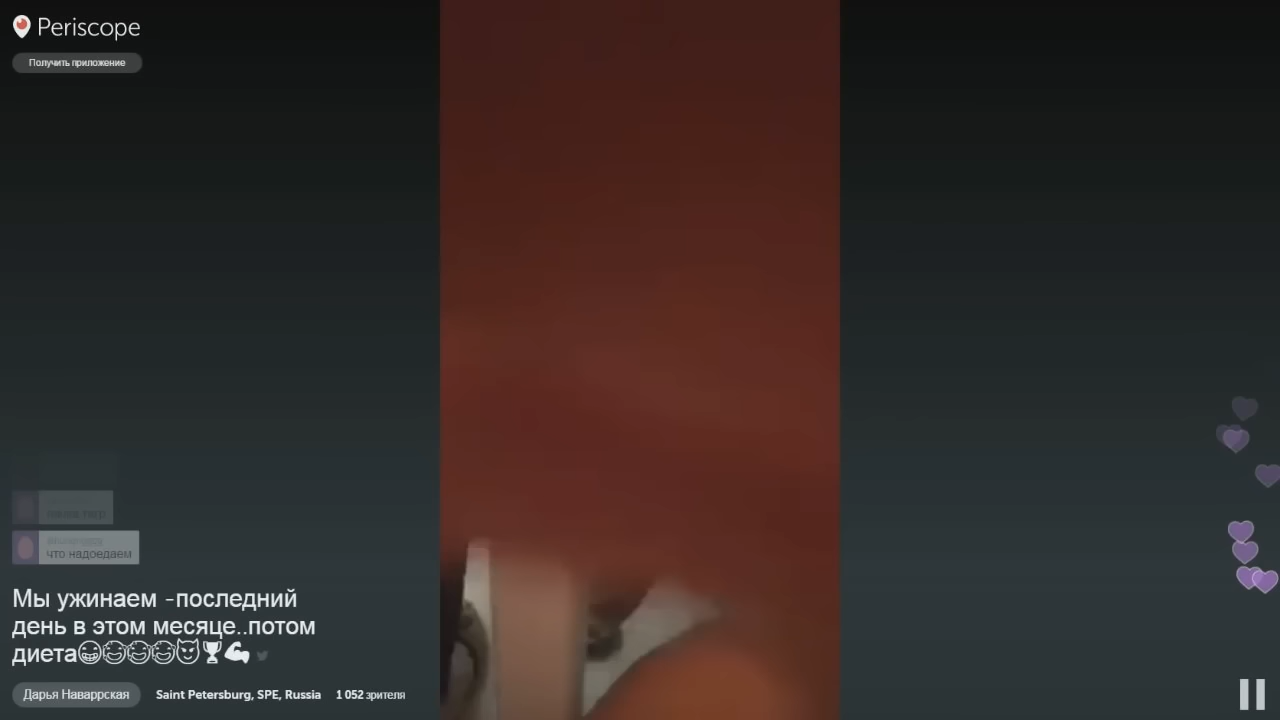 Periscope
Получить приложение
что надоедаем
Мы ужинаем -последний
день в этом месяце..потом
диета😀😂😂😂😈🏆💪
Дарья Наваррская
Saint Petersburg, SPE, Russia
1 052 зрителя